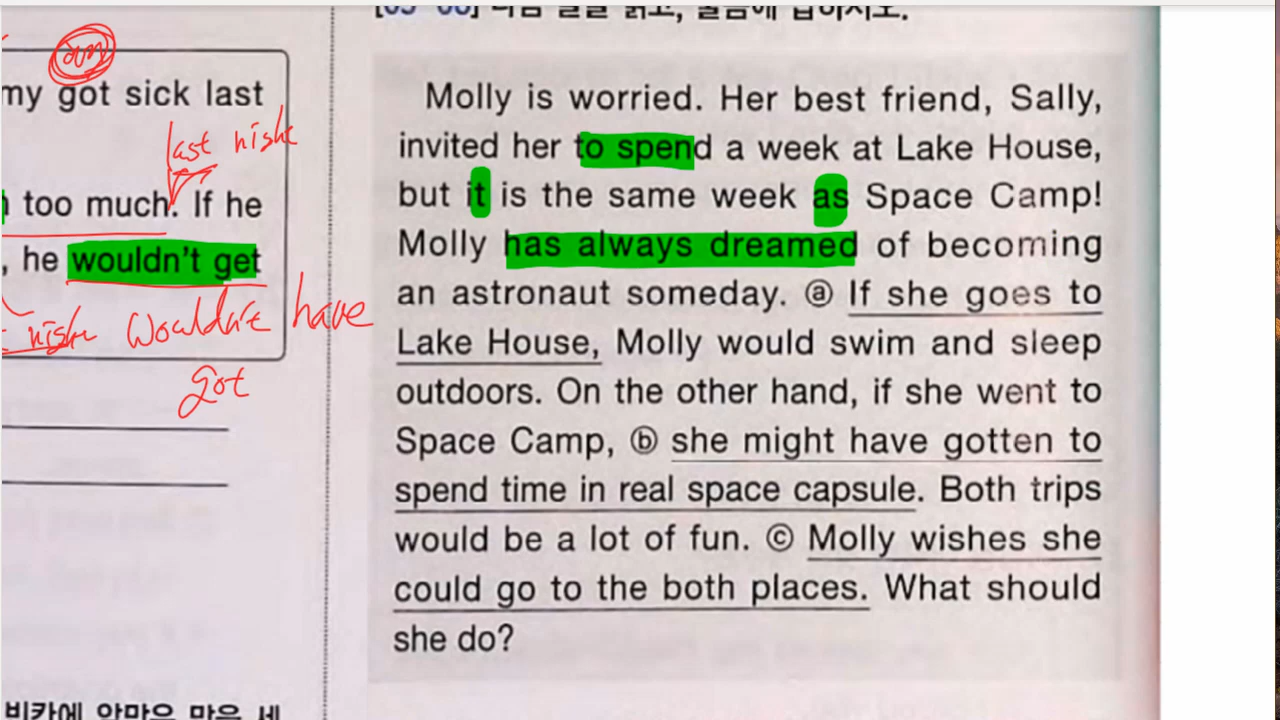 my got sick last
last nishe
too much. If he
, he wouldn't get
nishe Wouldn't have
got
Molly is worried. Her best friend, Sally,
invited her to spend a week at Lake House,
but it is the same week as Space Camp!
Molly has always dreamed of becoming
an astronaut someday. ⓐ If she goes to
Lake House, Molly would swim and sleep
outdoors. On the other hand, if she went to
Space Camp, ⓑ she might have gotten to
spend time in real space capsule. Both trips
would be a lot of fun. ⓒ Molly wishes she
could go to the both places. What should
she do?